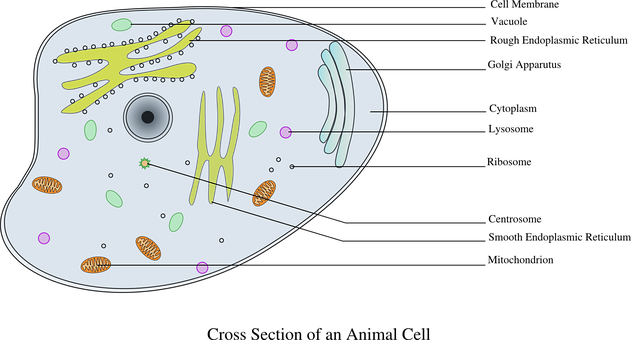 Cell Membrane
Vacuole
Rough Endoplasmic Reticulum
Golgi Apparutus
Cytoplasm
Lysosome
Ribosome
Centrosome
Smooth Endoplasmic Reticulum
Mitochondrion
Cross Section of an Animal Cell